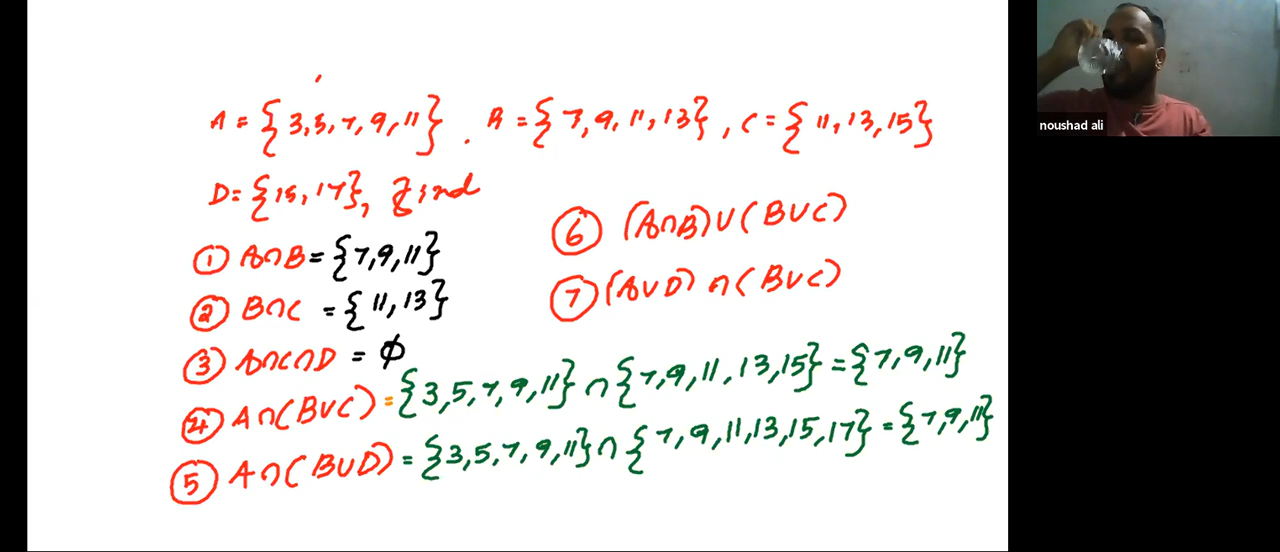 A = {3,5,7,9,11}, B = {7,9,11,13}, C = {11,13,15}
D = {15,17}, find
① A∩B = {7,9,11}
② B∩C = {11,13}
③ A∩C∩D = φ
④ A∩(B∪C) = {3,5,7,9,11} ∩ {7,9,11,13,15} = {7,9,11}
⑤ A∩(B∪D) = {3,5,7,9,11} ∩ {7,9,11,13,15,17} = {7,9,11}
⑥ (A∩B)∪(B∪C)
⑦ (A∪D)∩(B∪C)
noushad ali